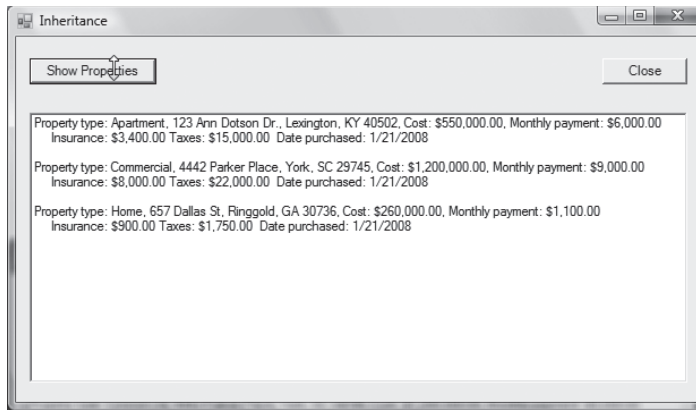 Inheritance
Show Properties
Close
Property type: Apartment, 123 Ann Dotson Dr., Lexington, KY 40502, Cost: $550,000.00, Monthly payment: $6,000.00
Insurance: $3,400.00 Taxes: $15,000.00 Date purchased: 1/21/2008
Property type: Commercial, 4442 Parker Place, York, SC 29745, Cost: $1,200,000.00, Monthly payment: $9,000.00
Insurance: $8,000.00 Taxes: $22,000.00 Date purchased: 1/21/2008
Property type: Home, 657 Dallas St, Ringgold, GA 30736, Cost: $260,000.00, Monthly payment: $1,100.00
Insurance: $900.00 Taxes: $1,750.00 Date purchased: 1/21/2008